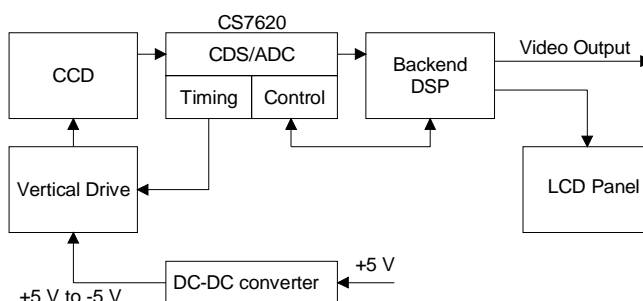 CS7620
CCD
CDS/ADC
Timing
Control
Backend
DSP
Video Output
Vertical Drive
LCD Panel
DC-DC converter
+5 V
+5 V to -5 V